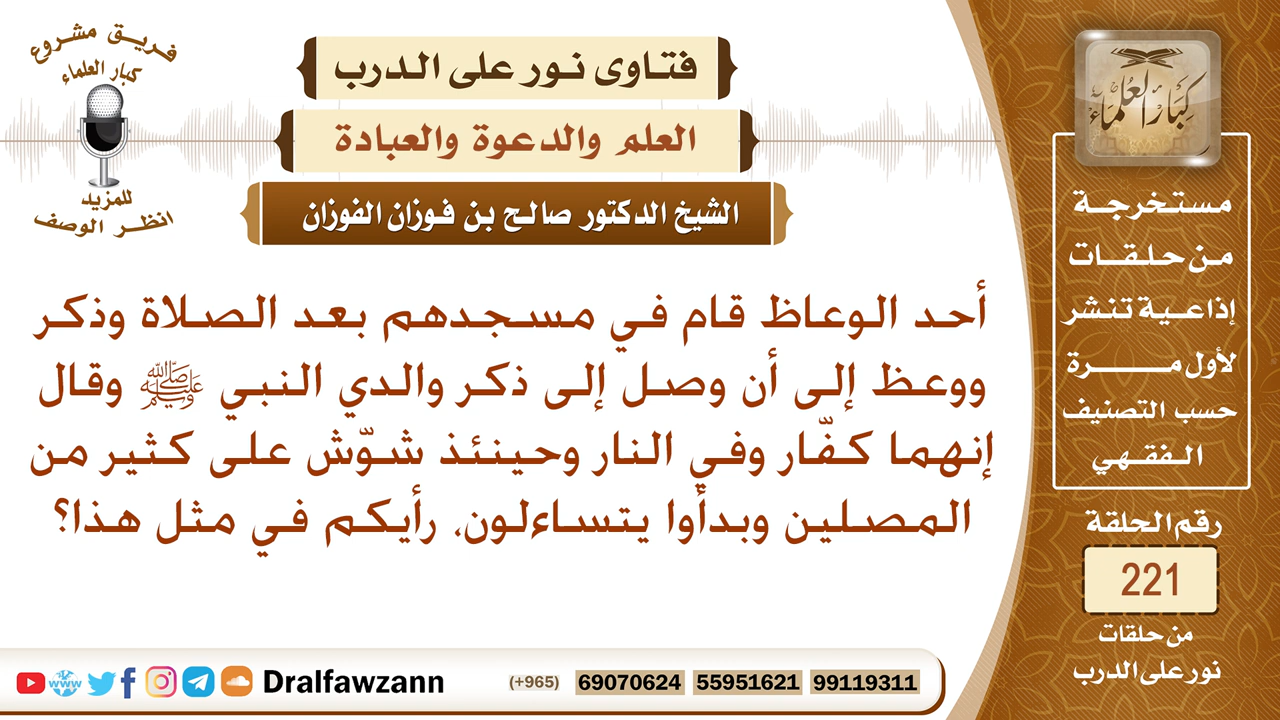 فريق مشروع
كبار العلماء
للمزيد
انظر الوصف
فتاوى نور على الدرب
العلم والدعوة والعبادة
الشيخ الدكتور صالح بن فوزان الفوزان
أحد الوعاظ قام في مسجدهم بعد الصلاة وذكر
ووعظ إلى أن وصل إلى ذكر والدي النبي ﷺ وقال
إنهما كفّار وفي النار وحينئذ شوّش على كثير من
المصلين وبدأوا يتساءلون، رأيكم في مثل هذا؟
كِبَارُ العُلَمَاء
مستخرجة
من حلقات
إذاعية تنشر
لأول مرة
حسب التصنيف
الفقهي
رقم الحلقة
221
من حلقات
نور على الدرب
www Dralfawzann (+965) 69070624 55951621 99119311